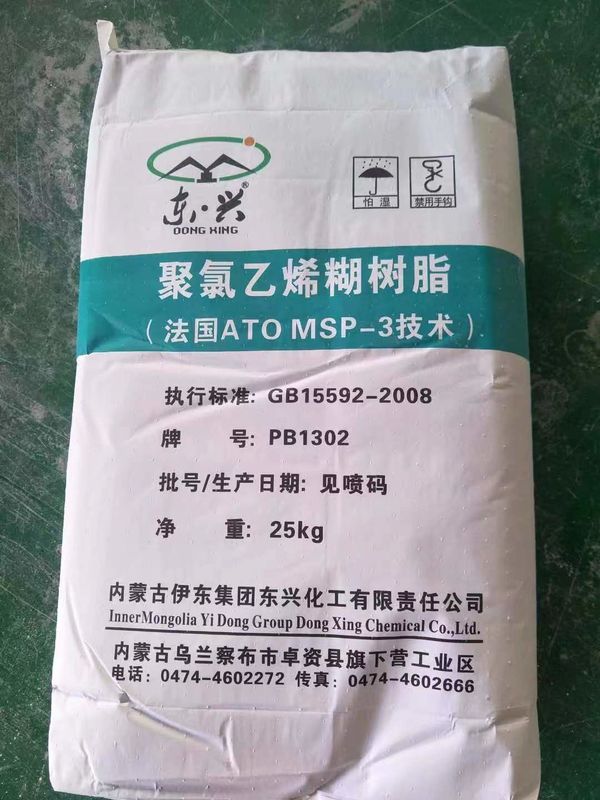 东兴®
DONG XING
怕湿
禁用手钩
聚氯乙烯糊树脂
(法国ATO MSP-3技术)
执行标准: GB15592-2008
牌 号: PB1302
批号/生产日期: 见喷码
净 重: 25kg
内蒙古伊东集团东兴化工有限责任公司
InnerMongolia Yi Dong Group Dong Xing Chemical Co.,Ltd.
内蒙古乌兰察布市卓资县旗下营工业区
电话: 0474-4602272 传真: 0474-4602666